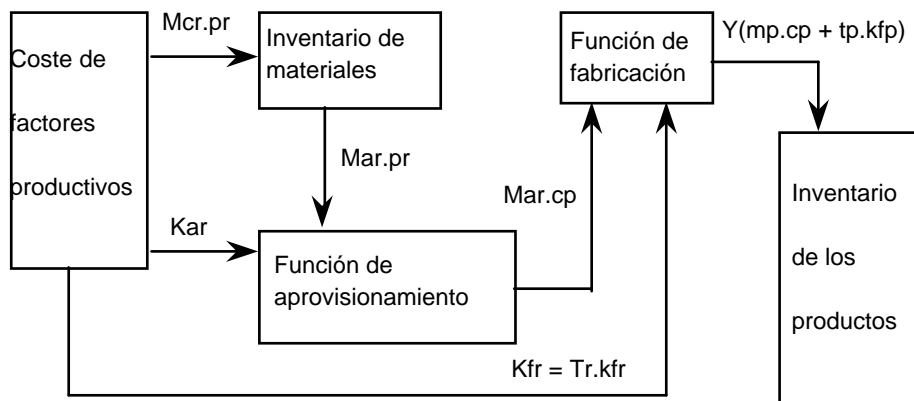 Mcr.pr
Coste de
factores
productivos
Inventario de
materiales
Función de
fabricación
Y(mp.cp + tp.kfp)
Mar.pr
Mar.cp
Kar
Función de
aprovisionamiento
Inventario
de los
productos
Kfr = Tr.kfr